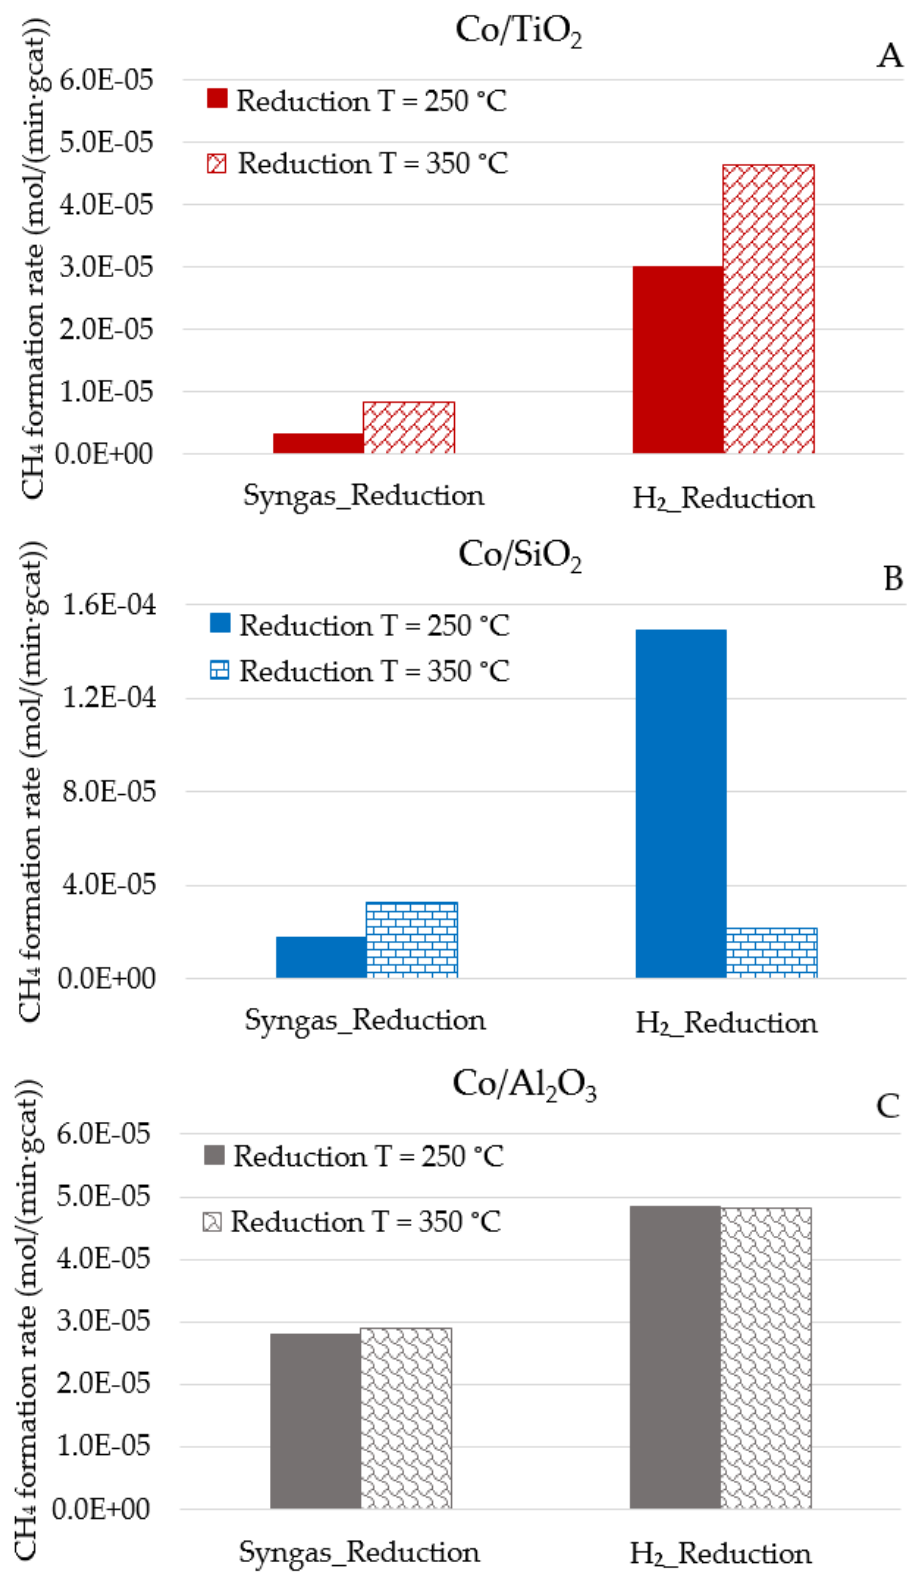 Co/TiO₂
A
CH₄ formation rate (mol/(min·gcat))
6.0E-05
5.0E-05
4.0E-05
3.0E-05
2.0E-05
1.0E-05
0.0E+00
Reduction T = 250 °C
Reduction T = 350 °C
Syngas_Reduction
H₂_Reduction
Co/SiO₂
B
CH₄ formation rate (mol/(min·gcat))
1.6E-04
1.2E-04
8.0E-05
4.0E-05
0.0E+00
Reduction T = 250 °C
Reduction T = 350 °C
Syngas_Reduction
H₂_Reduction
Co/Al₂O₃
C
CH₄ formation rate (mol/(min·gcat))
6.0E-05
5.0E-05
4.0E-05
3.0E-05
2.0E-05
1.0E-05
0.0E+00
Reduction T = 250 °C
Reduction T = 350 °C
Syngas_Reduction
H₂_Reduction